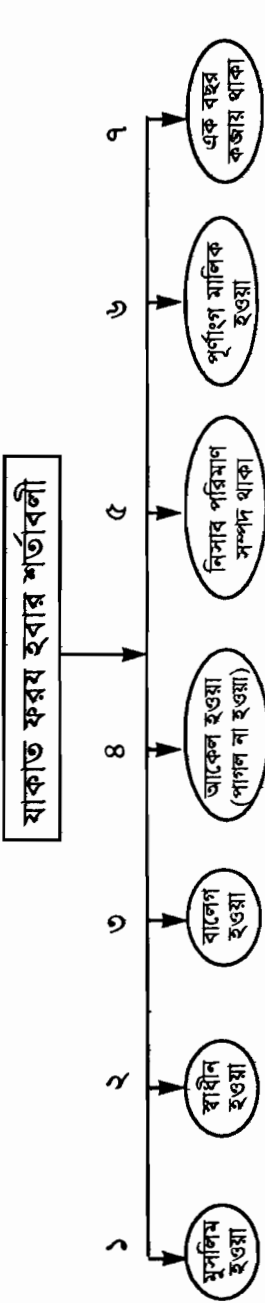 যাকাত ফরয হবার শর্তাবলী
১
২
৩
৪
৫
৬
৭
মুসলিম
হওয়া
স্বাধীন
হওয়া
বালেগ
হওয়া
আকেল হওয়া
(পাগল না হওয়া)
নিসাব পরিমাণ
সম্পদ থাকা
পূর্ণাংগ মালিক
হওয়া
এক বছর
কজায় থাকা